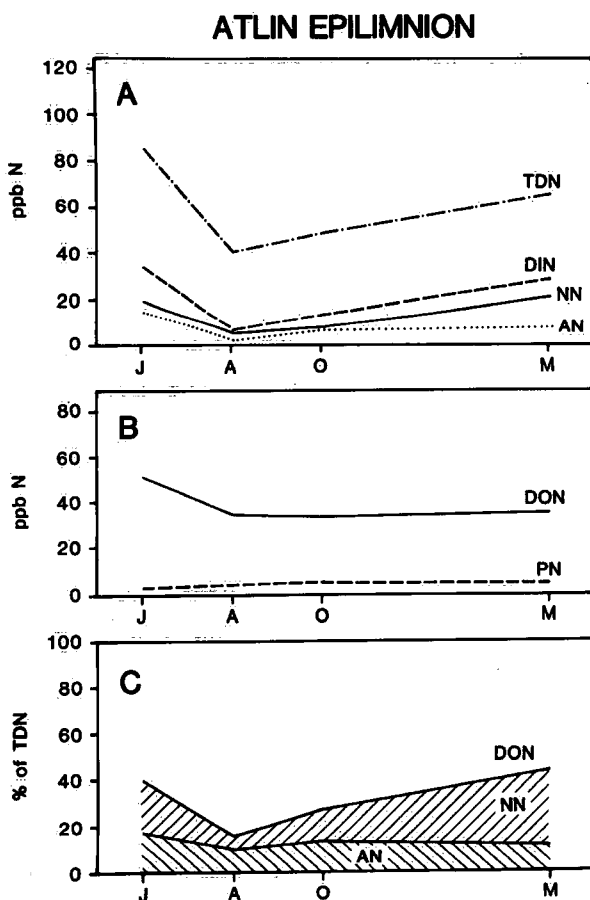 ATLIN EPILIMNION
A
ppb N
120
100
80
60
40
20
0
TDN
DIN
NN
AN
J A O M
B
ppb N
80
60
40
20
0
DON
PN
J A O M
C
% of TDN
100
80
60
40
20
0
DON
NN
AN
J A O M